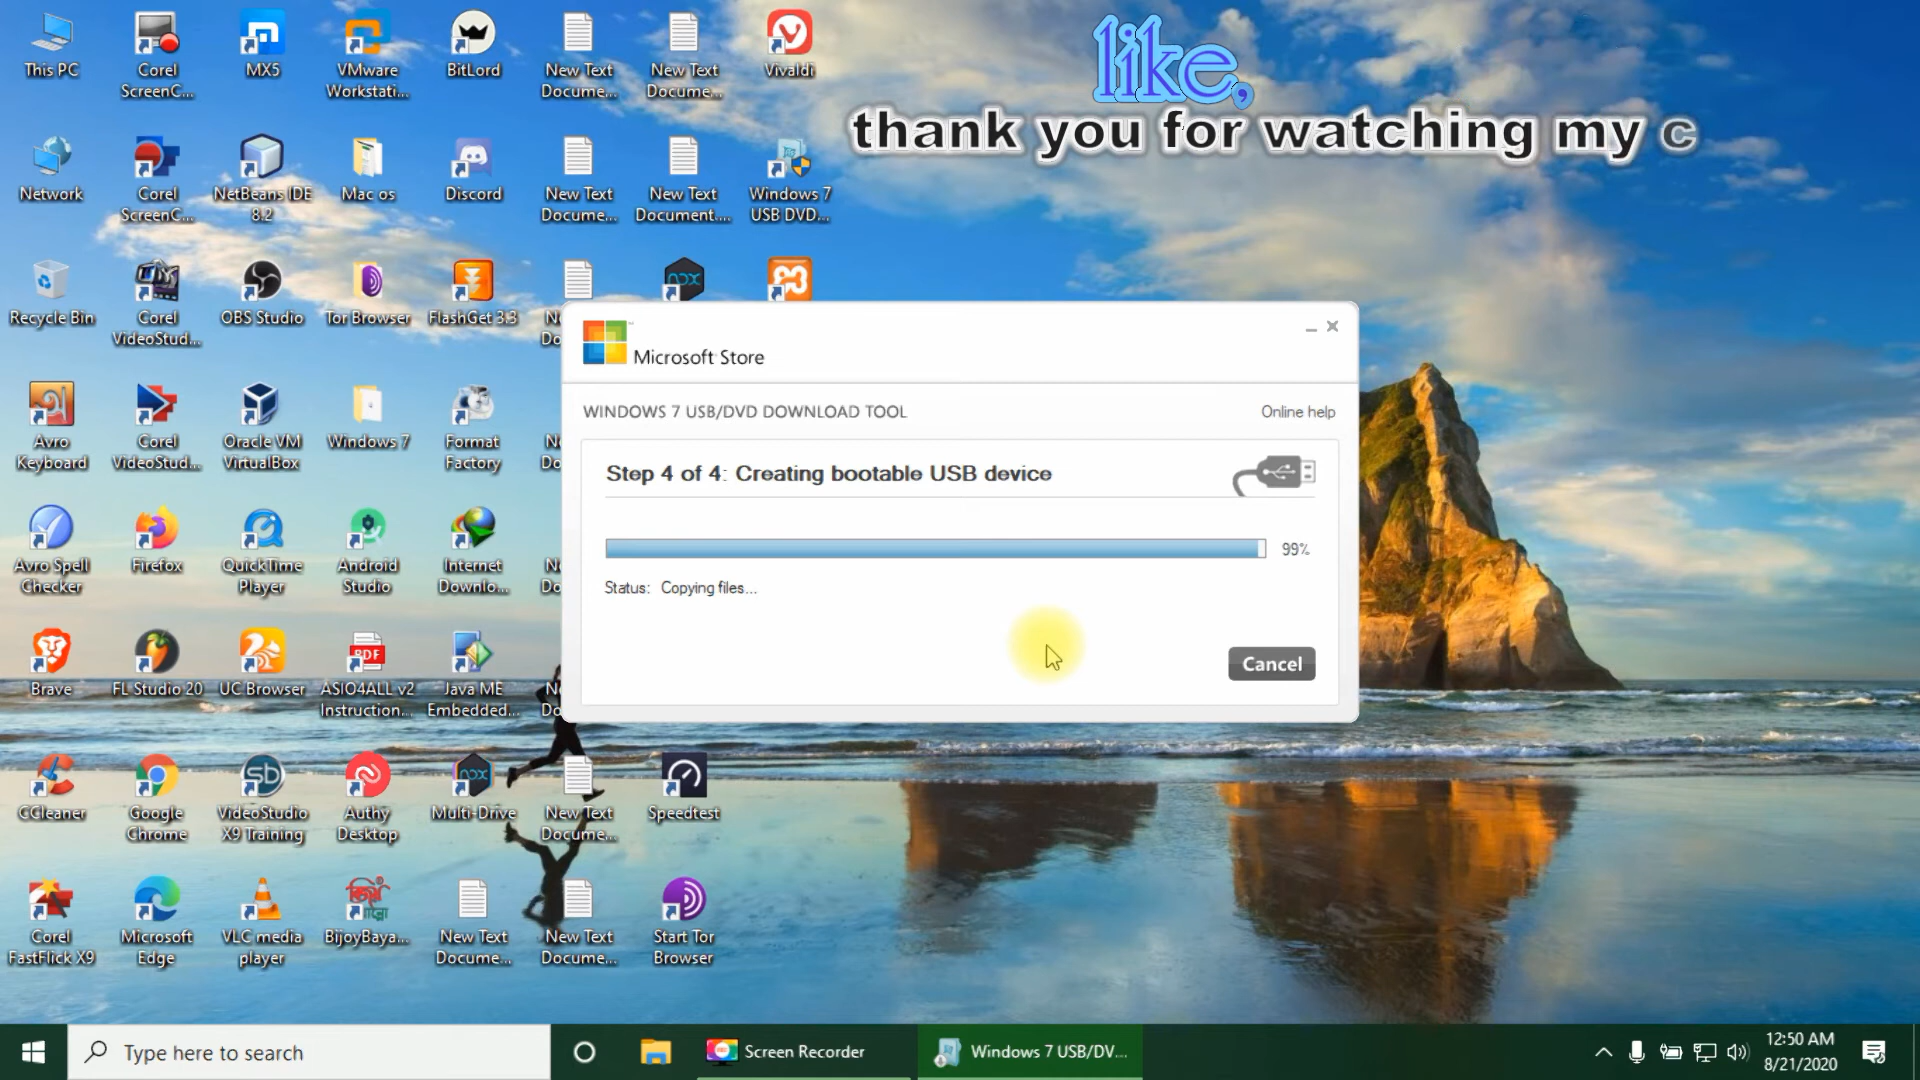 like,
thank you for watching my c
This PC
Corel
ScreenC...
MX5
VMware
Workstati...
BitLord
New Text
Docume...
New Text
Docume...
Vivaldi
Network
Corel
ScreenC...
NetBeans IDE
8.2
Mac os
Discord
New Text
Docume...
New Text
Document....
Windows 7
USB DVD...
Recycle Bin
Corel
VideoStud...
OBS Studio
Tor Browser
FlashGet 3.3
N
Do
nox
Microsoft Store
WINDOWS 7 USB/DVD DOWNLOAD TOOL
Online help
Step 4 of 4: Creating bootable USB device
99%
Status: Copying files...
Cancel
Avro
Keyboard
Corel
VideoStud...
Oracle VM
VirtualBox
Windows 7
Format
Factory
N
Do
Avro Spell
Checker
Firefox
QuickTime
Player
Android
Studio
Internet
Downlo...
N
Do
Brave
FL Studio 20
UC Browser
PDF
ASIO4ALL v2
Instruction...
Java ME
Embedded...
N
Do
CCleaner
Google
Chrome
VideoStudio
X9 Training
Authy
Desktop
nox
Multi-Drive
New Text
Docume...
Speedtest
Corel
FastFlick X9
Microsoft
Edge
VLC media
player
BijoyBaya...
New Text
Docume...
New Text
Docume...
Start Tor
Browser
Type here to search
Screen Recorder
Windows 7 USB/DV...
12:50 AM
8/21/2020